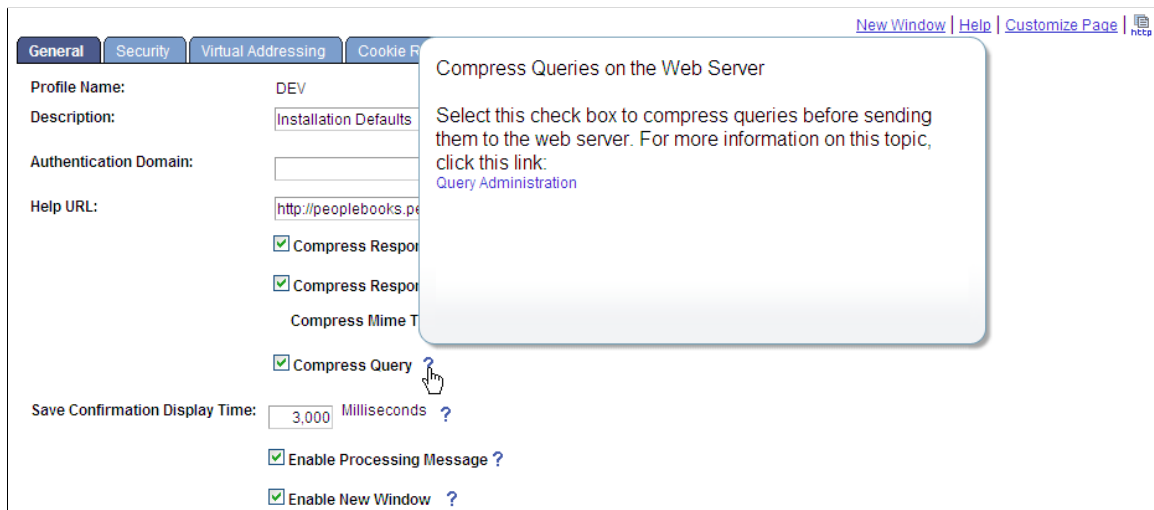 New Window | Help | Customize Page | http
General Security Virtual Addressing Cookie R
Profile Name: DEV
Description: Installation Defaults
Authentication Domain:
Help URL: http://peoplebooks.pe
Compress Respon
Compress Respon
Compress Mime T
Compress Query ?
Compress Queries on the Web Server
Select this check box to compress queries before sending
them to the web server. For more information on this topic,
click this link:
Query Administration
Save Confirmation Display Time: 3,000 Milliseconds ?
Enable Processing Message ?
Enable New Window ?